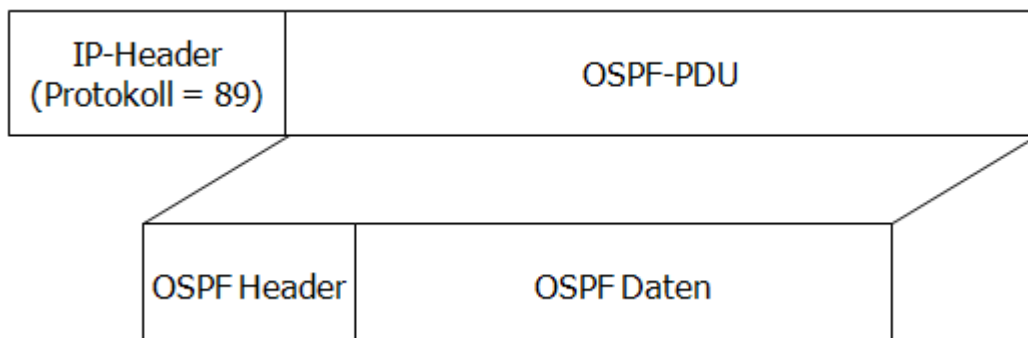 IP-Header
(Protokoll = 89)
OSPF-PDU
OSPF Header
OSPF Daten